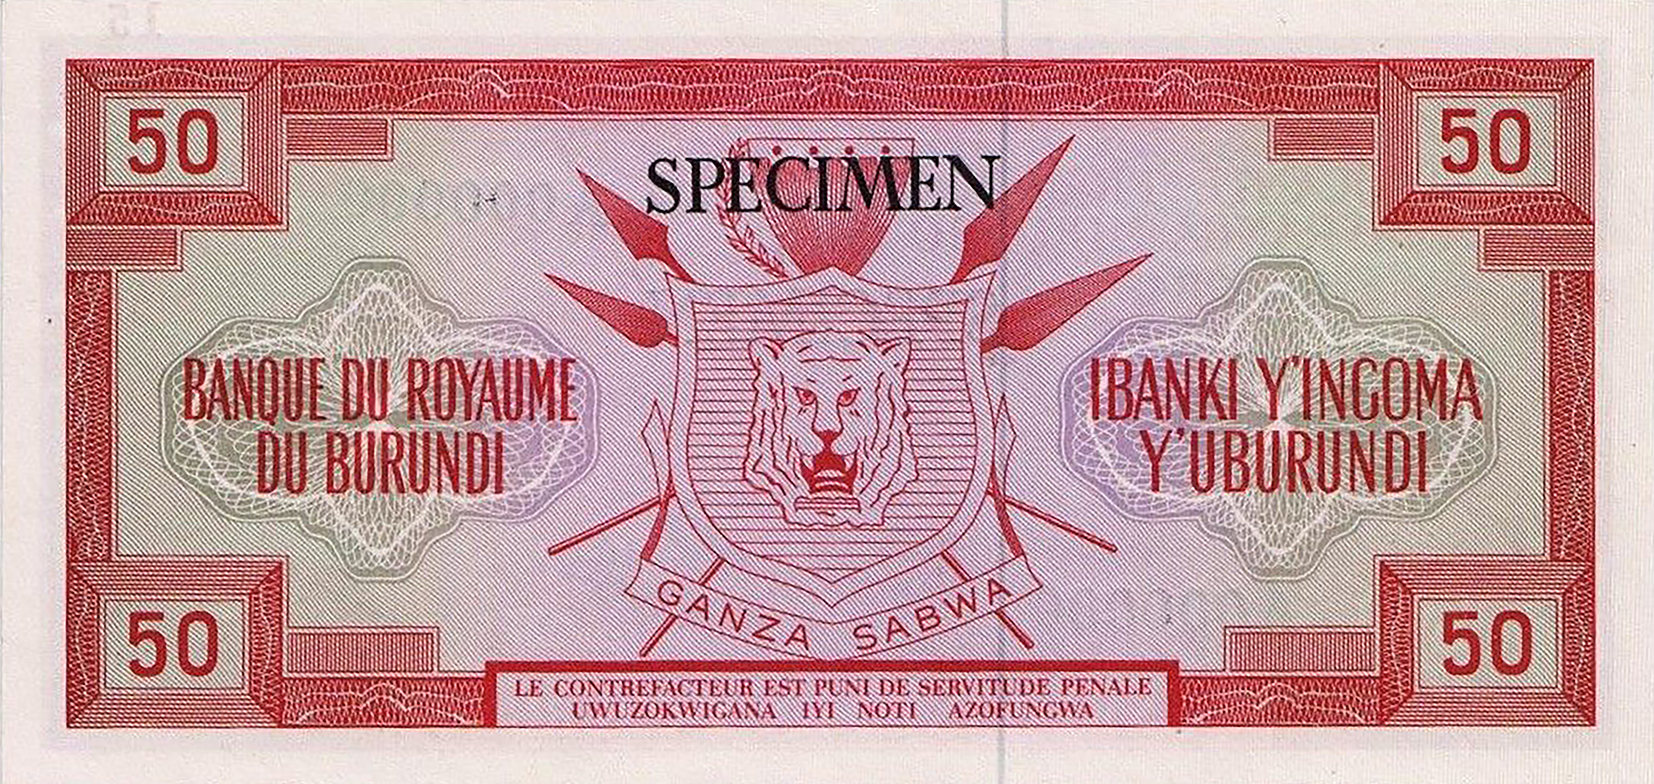 50
50
SPECIMEN
BANQUE DU ROYAUME
DU BURUNDI
IBANKI Y'INGOMA
Y'UBURUNDI
GANZA SABWA
50
50
LE CONTREFACTEUR EST PUNI DE SERVITUDE PENALE
UWUZOKWIGANA IYI NOTI AZOFUNGWA